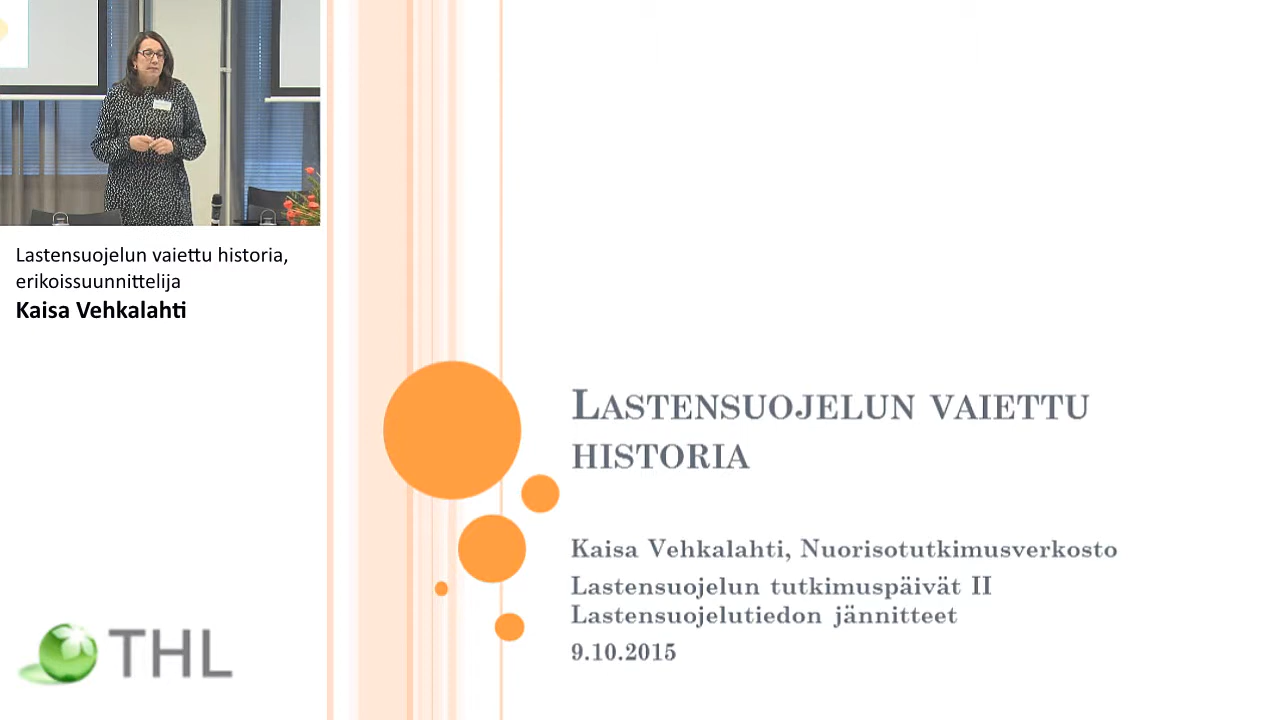 Lastensuojelun vaiettu historia,
erikoissuunnittelija
Kaisa Vehkalahti
THL
LASTENSUOJELUN VAIETTU
HISTORIA
Kaisa Vehkalahti, Nuorisotutkimusverkosto
Lastensuojelun tutkimuspäivät II
Lastensuojelutiedon jännitteet
9.10.2015